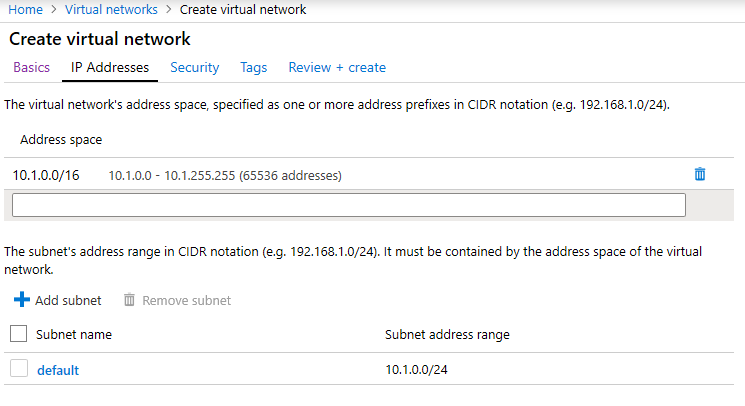 Home > Virtual networks > Create virtual network
Create virtual network
Basics IP Addresses Security Tags Review + create
The virtual network's address space, specified as one or more address prefixes in CIDR notation (e.g. 192.168.1.0/24).
Address space
10.1.0.0/16 10.1.0.0 - 10.1.255.255 (65536 addresses)
The subnet's address range in CIDR notation (e.g. 192.168.1.0/24). It must be contained by the address space of the virtual
network.
Add subnet Remove subnet
Subnet name Subnet address range
default 10.1.0.0/24